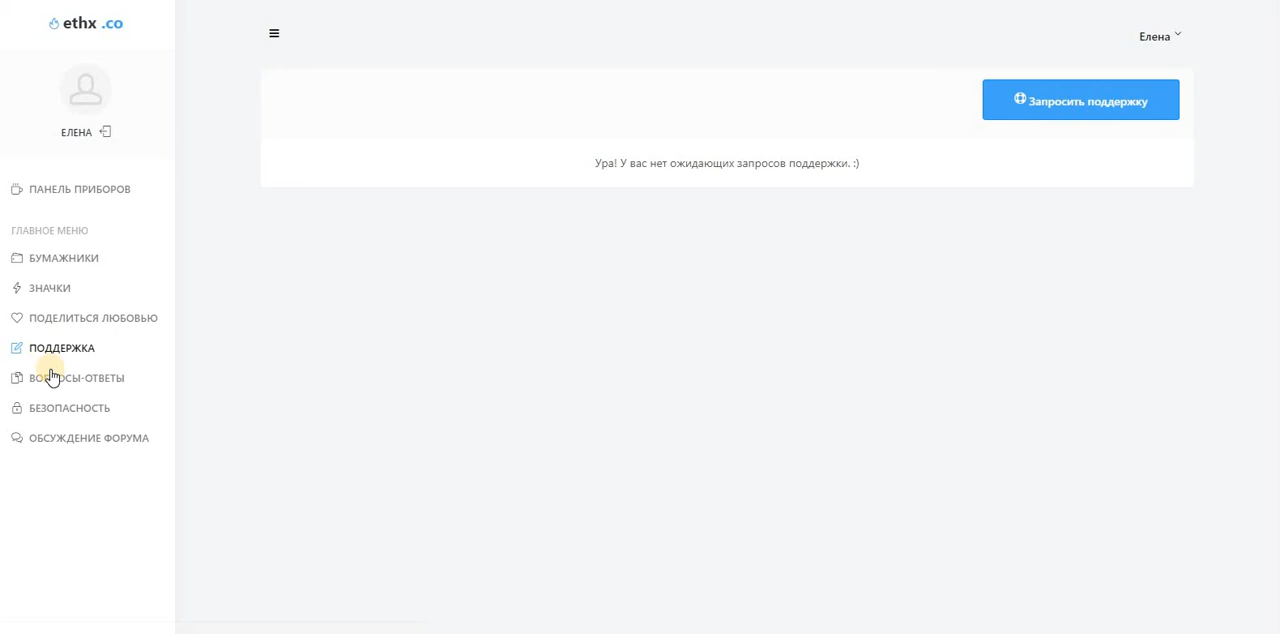 ethx .co
Елена
ЕЛЕНА
Запросить поддержку
Ура! У вас нет ожидающих запросов поддержки. :)
ПАНЕЛЬ ПРИБОРОВ
ГЛАВНОЕ МЕНЮ
БУМАЖНИКИ
ЗНАЧКИ
ПОДЕЛИТЬСЯ ЛЮБОВЬЮ
ПОДДЕРЖКА
ВОПРОСЫ-ОТВЕТЫ
БЕЗОПАСНОСТЬ
ОБСУЖДЕНИЕ ФОРУМА